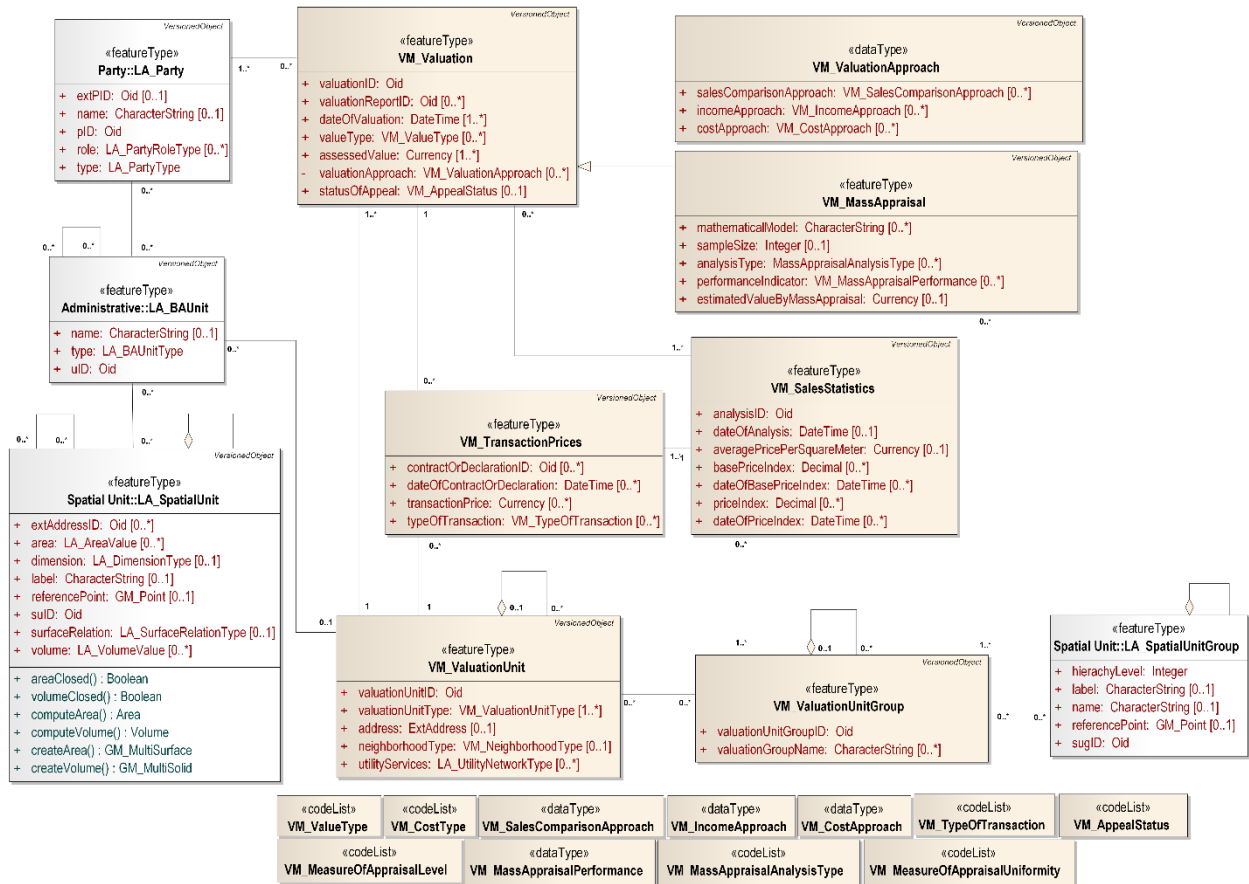 VersionedObject
«featureType»
Party::LA_Party
+ extPID: Oid [0..1]
+ name: CharacterString [0..1]
+ pID: Oid
+ role: LA_PartyRoleType [0..*]
+ type: LA_PartyType
1..*
0..*
0..*
VersionedObject
«featureType»
VM_Valuation
+ valuationID: Oid
+ valuationReportID: Oid [0..*]
+ dateOfValuation: DateTime [1..*]
+ valueType: VM_ValueType [0..*]
+ assessedValue: Currency [1..*]
- valuationApproach: VM_ValuationApproach [0..*]
+ statusOfAppeal: VM_AppealStatus [0..1]
1..*
1
0..*
«dataType»
VM_ValuationApproach
+ salesComparisonApproach: VM_SalesComparisonApproach [0..*]
+ incomeApproach: VM_IncomeApproach [0..*]
+ costApproach: VM_CostApproach [0..*]
VersionedObject
«featureType»
VM_MassAppraisal
+ mathematicalModel: CharacterString [0..*]
+ sampleSize: Integer [0..1]
+ analysisType: MassAppraisalAnalysisType [0..*]
+ performanceIndicator: VM_MassAppraisalPerformance [0..*]
+ estimatedValueByMassAppraisal: Currency [0..1]
0..*
0..*
0..*
0..*
VersionedObject
«featureType»
Administrative::LA_BAUnit
+ name: CharacterString [0..1]
+ type: LA_BAUnitType
+ uID: Oid
0..*
0..*
1..*
VersionedObject
«featureType»
VM_SalesStatistics
+ analysisID: Oid
+ dateOfAnalysis: DateTime [0..1]
+ averagePricePerSquareMeter: Currency [0..1]
+ basePriceIndex: Decimal [0..*]
+ dateOfBasePriceIndex: DateTime [0..*]
+ priceIndex: Decimal [0..*]
+ dateOfPriceIndex: DateTime [0..*]
0..*
0..*
VersionedObject
«featureType»
VM_TransactionPrices
+ contractOrDeclarationID: Oid [0..*]
+ dateOfContractOrDeclaration: DateTime [0..*]
+ transactionPrice: Currency [0..*]
+ typeOfTransaction: VM_TypeOfTransaction [0..*]
1..*
1
0..*
0..*
0..*
0..*
VersionedObject
«featureType»
Spatial Unit::LA_SpatialUnit
+ extAddressID: Oid [0..*]
+ area: LA_AreaValue [0..*]
+ dimension: LA_DimensionType [0..1]
+ label: CharacterString [0..1]
+ referencePoint: GM_Point [0..1]
+ suID: Oid
+ surfaceRelation: LA_SurfaceRelationType [0..1]
+ volume: LA_VolumeValue [0..*]
+ areaClosed() : Boolean
+ volumeClosed() : Boolean
+ computeArea() : Area
+ computeVolume() : Volume
+ createArea() : GM_MultiSurface
+ createVolume() : GM_MultiSolid
0..1
1
1
0..1
0..*
VersionedObject
«featureType»
VM_ValuationUnit
+ valuationUnitID: Oid
+ valuationUnitType: VM_ValuationUnitType [1..*]
+ address: ExtAddress [0..1]
+ neighborhoodType: VM_NeighborhoodType [0..1]
+ utilityServices: LA_UtilityNetworkType [0..*]
0..*
0..*
1..*
0..1
0..*
1..*
VersionedObject
«featureType»
VM_ValuationUnitGroup
+ valuationUnitGroupID: Oid
+ valuationGroupName: CharacterString [0..*]
0..*
0..*
VersionedObject
«featureType»
Spatial Unit::LA_SpatialUnitGroup
+ hierachyLevel: Integer
+ label: CharacterString [0..1]
+ name: CharacterString [0..1]
+ referencePoint: GM_Point [0..1]
+ sugID: Oid
«codeList»
VM_ValueType
«codeList»
VM_CostType
«dataType»
VM_SalesComparisonApproach
«dataType»
VM_IncomeApproach
«dataType»
VM_CostApproach
«codeList»
VM_TypeOfTransaction
«codeList»
VM_AppealStatus
«codeList»
VM_MeasureOfAppraisalLevel
«dataType»
VM_MassAppraisalPerformance
«codeList»
VM_MassAppraisalAnalysisType
«codeList»
VM_MeasureOfAppraisalUniformity